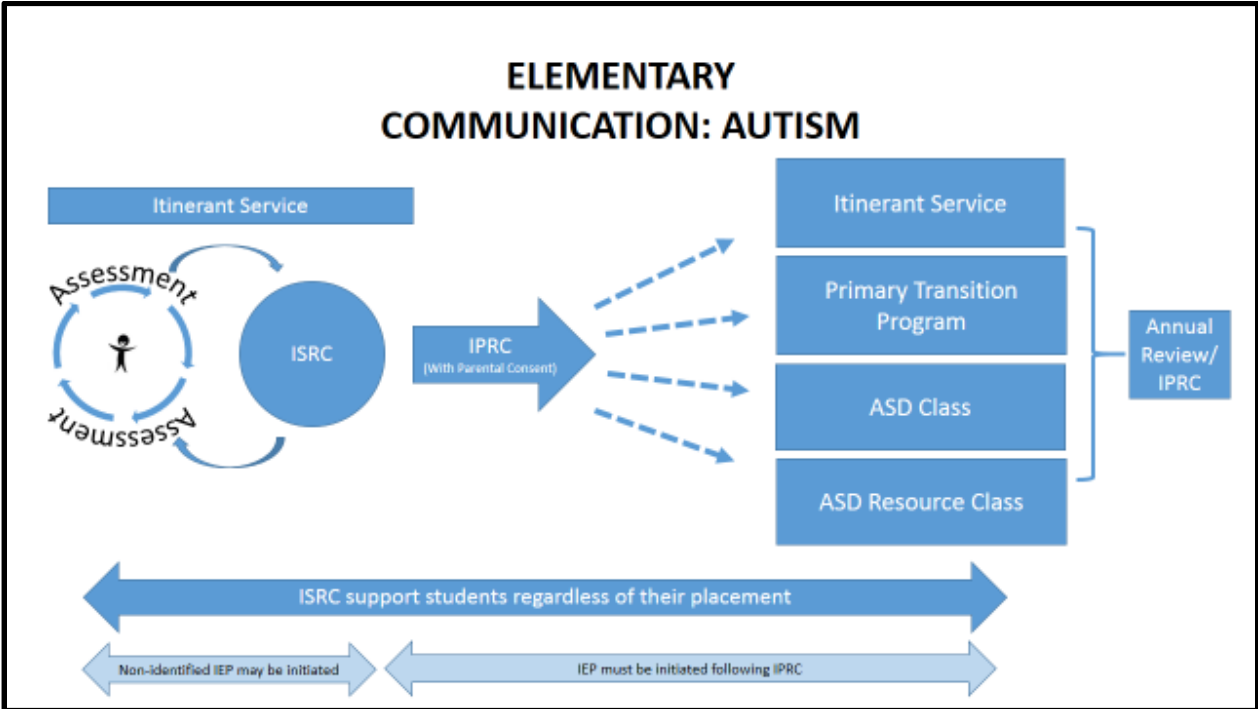 ELEMENTARY
COMMUNICATION: AUTISM
Itinerant Service
Assessment
Assessment
ISRC
IPRC
(With Parental Consent)
Itinerant Service
Primary Transition
Program
ASD Class
ASD Resource Class
Annual
Review/
IPRC
ISRC support students regardless of their placement
Non-identified IEP may be initiated
IEP must be initiated following IPRC